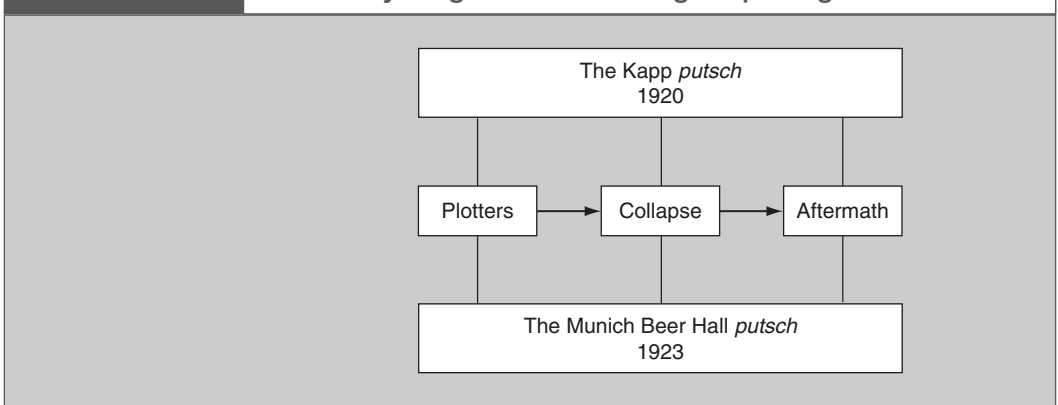 The Kapp putsch
1920
Plotters
Collapse
Aftermath
The Munich Beer Hall putsch
1923